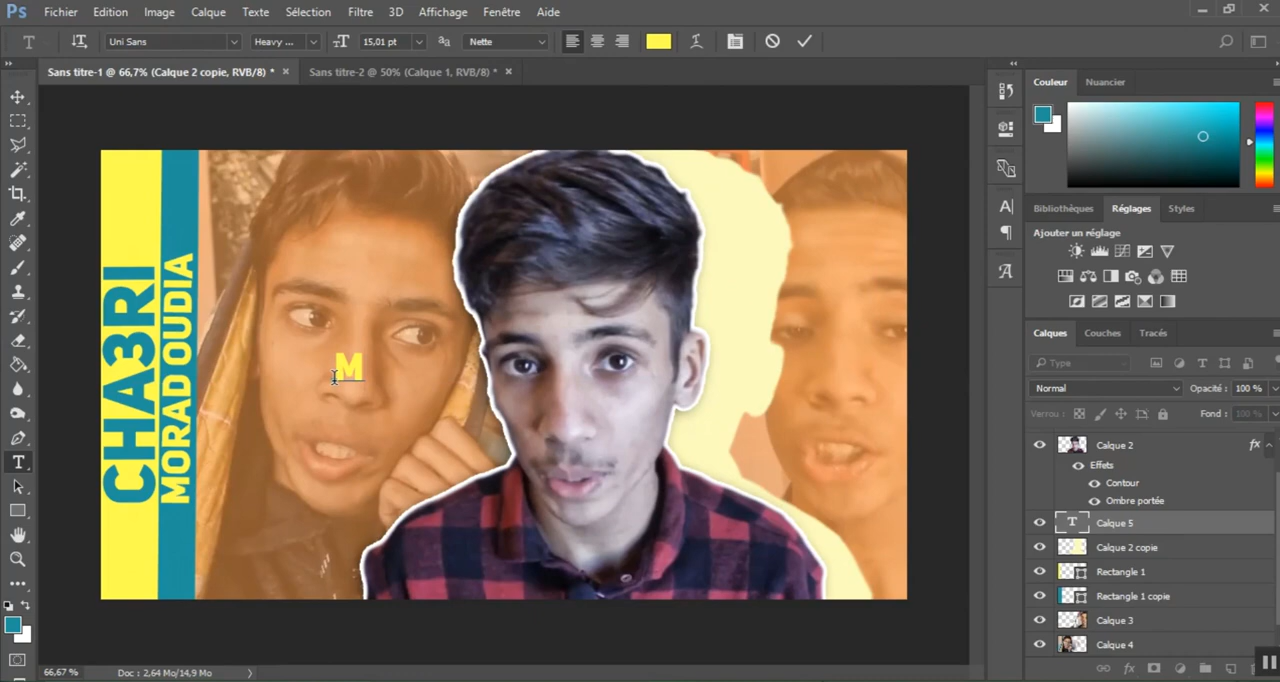 Ps Fichier Edition Image Calque Texte Sélection Filtre 3D Affichage Fenêtre Aide
T Uni Sans Heavy ... 15,01 pt aa Nette
Sans titre-1 @ 66,7% (Calque 2 copie, RVB/8) * × Sans titre-2 @ 50% (Calque 1, RVB/8) * ×
Couleur Nuancier
Bibliothèques Réglages Styles
Ajouter un réglage
CHA3RI
MORAD OUDIA
M
Calques Couches Tracés
Type
Normal Opacité : 100 %
Verrou : Fond : 100 %
Calque 2 fx
Effets
Contour
Ombre portée
T Calque 5
Calque 2 copie
Rectangle 1
Rectangle 1 copie
Calque 3
Calque 4
66,67 % Doc : 2,64 Mo/14,9 Mo